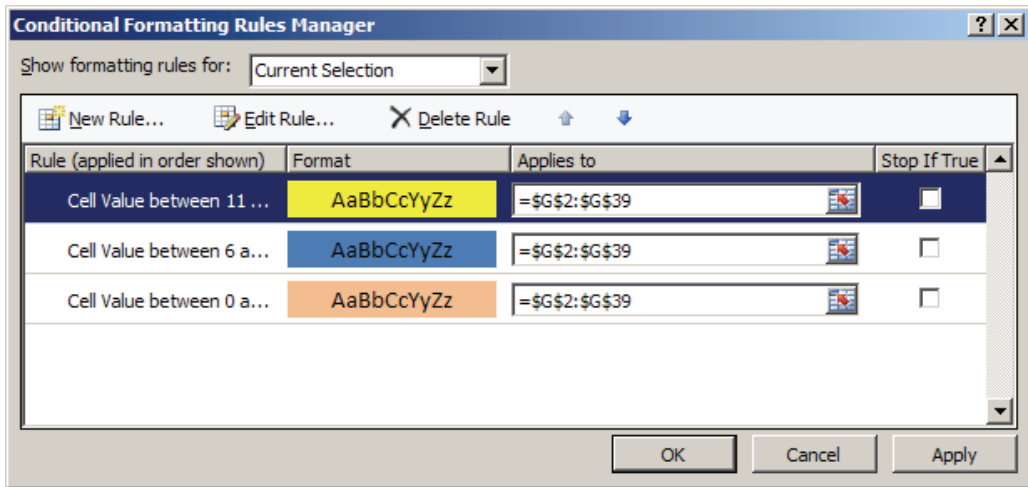 Conditional Formatting Rules Manager
Show formatting rules for: Current Selection
New Rule... Edit Rule... Delete Rule
Rule (applied in order shown) Format Applies to Stop If True
Cell Value between 11 ... AaBbCcYyZz =$G$2:$G$39
Cell Value between 6 a... AaBbCcYyZz =$G$2:$G$39
Cell Value between 0 a... AaBbCcYyZz =$G$2:$G$39
OK Cancel Apply